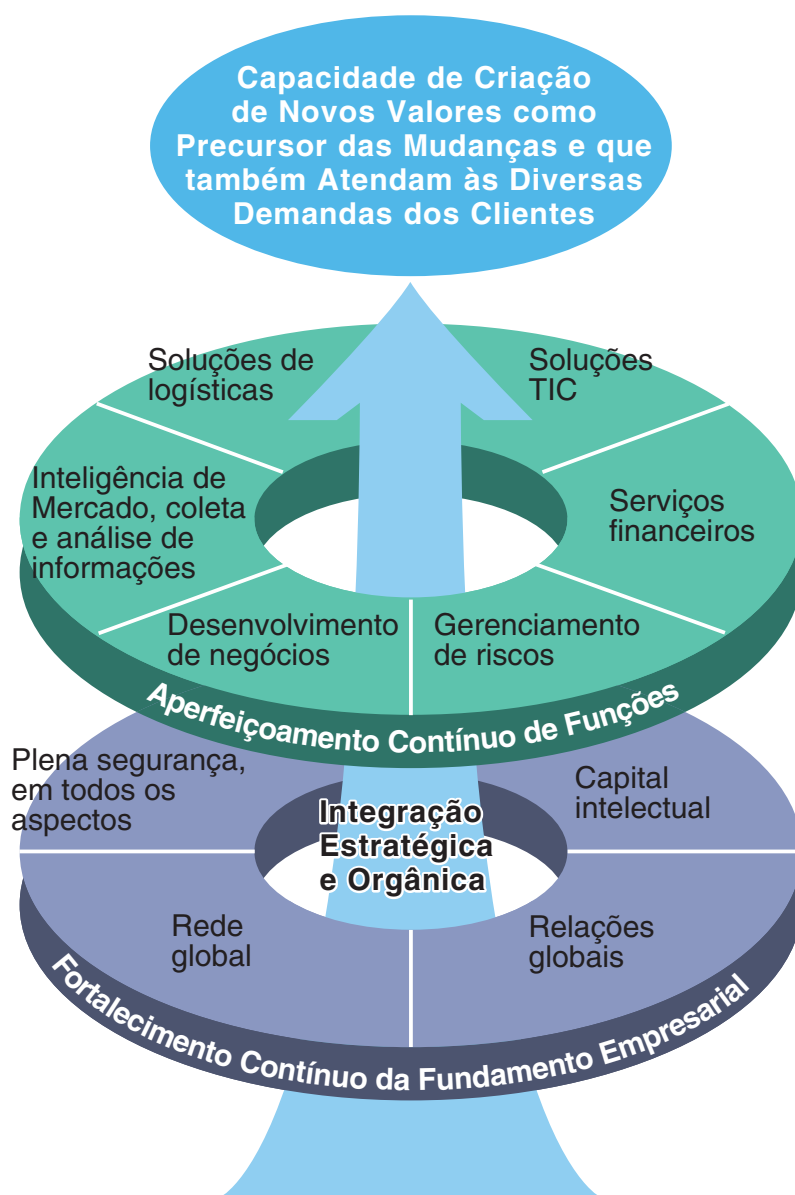 Capacidade de Criação
de Novos Valores como
Precursor das Mudanças e que
também Atendam às Diversas
Demandas dos Clientes
Soluções de
logísticas
Soluções
TIC
Inteligência de
Mercado, coleta
e análise de
informações
Serviços
financeiros
Desenvolvimento
de negócios
Gerenciamento
de riscos
Aperfeiçoamento Contínuo de Funções
Plena segurança,
em todos os
aspectos
Capital
intelectual
Integração
Estratégica
e Orgânica
Rede
global
Relações
globais
Fortalecimento Contínuo da Fundamento Empresarial